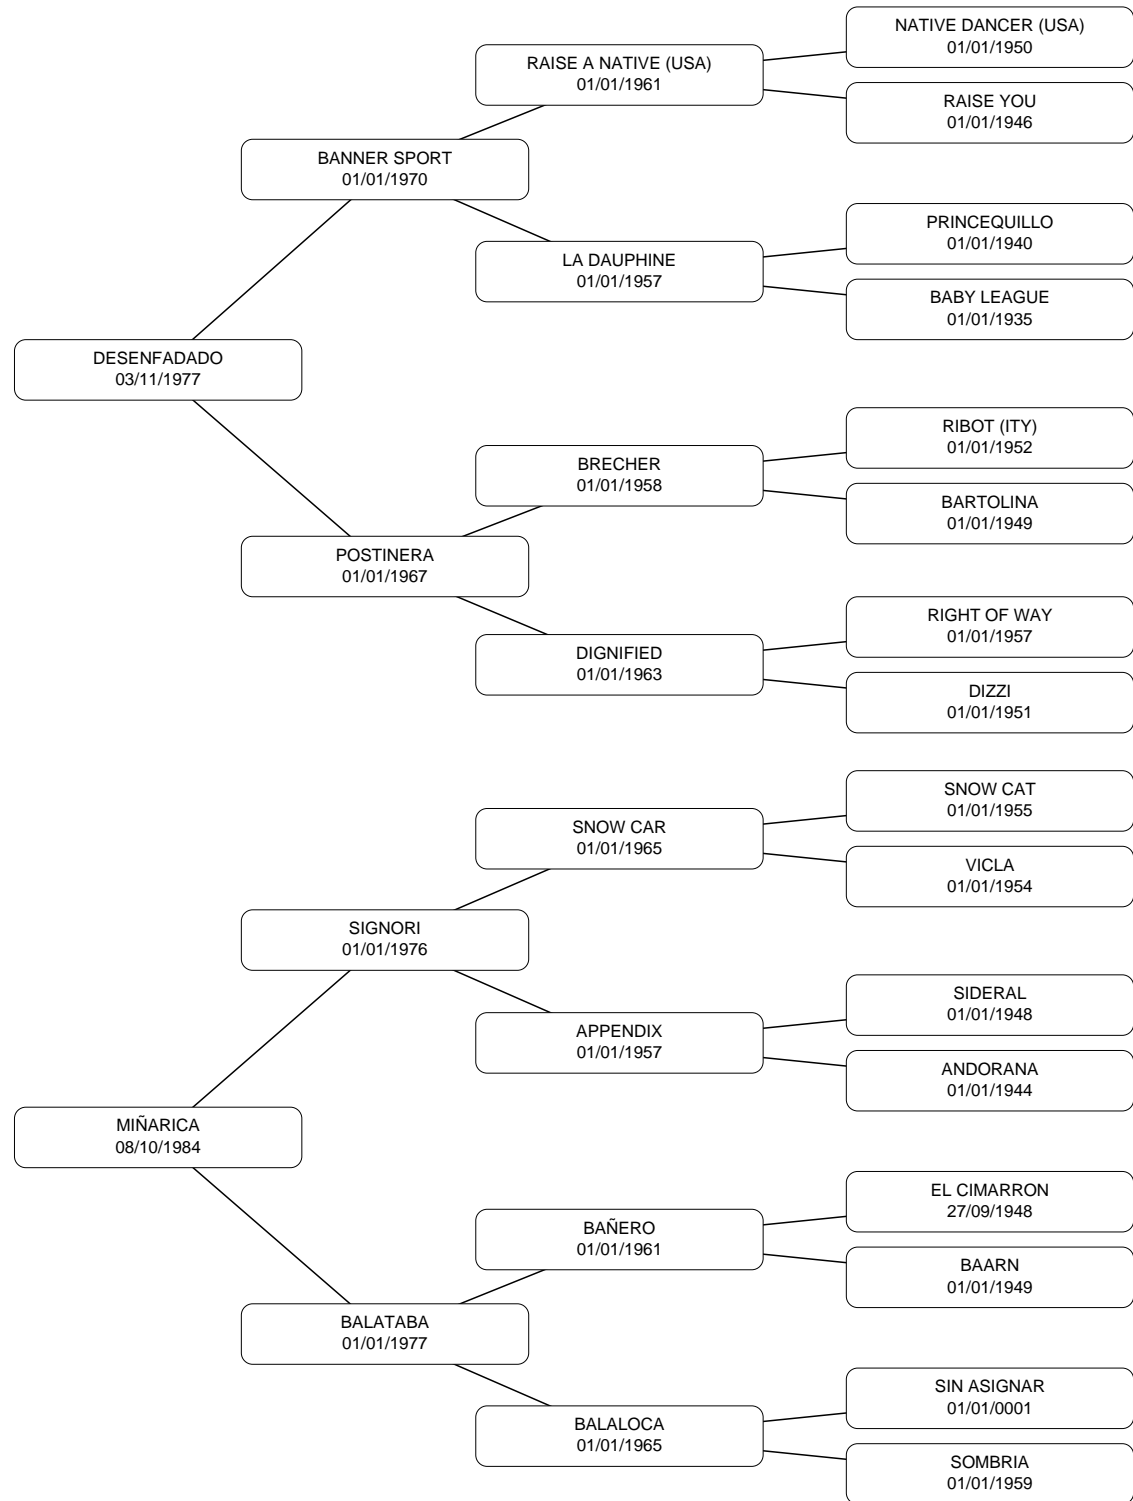 NATIVE DANCER (USA)
01/01/1950
RAISE A NATIVE (USA)
01/01/1961
RAISE YOU
01/01/1946
BANNER SPORT
01/01/1970
PRINCEQUILLO
01/01/1940
LA DAUPHINE
01/01/1957
BABY LEAGUE
01/01/1935
DESENFADADO
03/11/1977
RIBOT (ITY)
01/01/1952
BRECHER
01/01/1958
BARTOLINA
01/01/1949
POSTINERA
01/01/1967
RIGHT OF WAY
01/01/1957
DIGNIFIED
01/01/1963
DIZZI
01/01/1951
SNOW CAT
01/01/1955
SNOW CAR
01/01/1965
VICLA
01/01/1954
SIGNORI
01/01/1976
SIDERAL
01/01/1948
APPENDIX
01/01/1957
ANDORANA
01/01/1944
MIÑARICA
08/10/1984
EL CIMARRON
27/09/1948
BAÑERO
01/01/1961
BAARN
01/01/1949
BALATABA
01/01/1977
SIN ASIGNAR
01/01/0001
BALALOCA
01/01/1965
SOMBRIA
01/01/1959